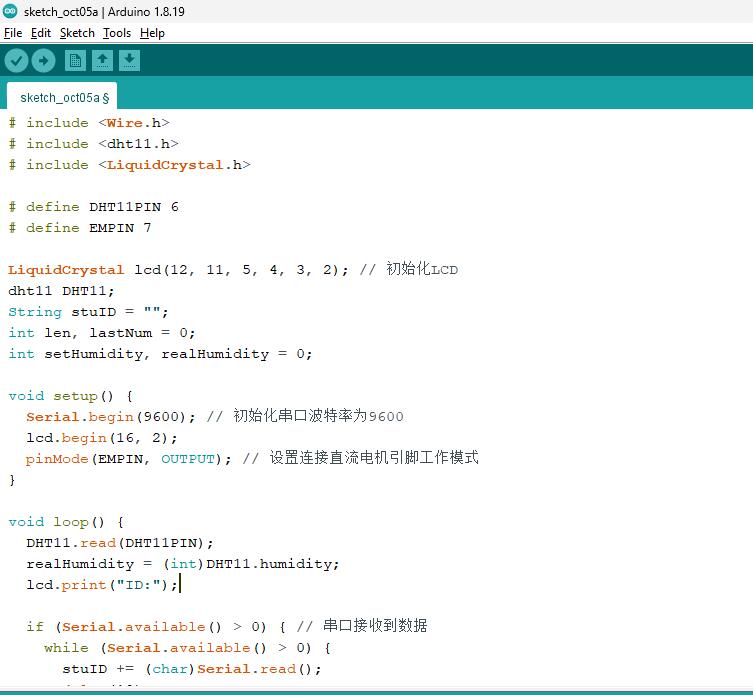 sketch_oct05a | Arduino 1.8.19
File Edit Sketch Tools Help
sketch_oct05a §
# include <Wire.h>
# include <dht11.h>
# include <LiquidCrystal.h>
# define DHT11PIN 6
# define EMPIN 7
LiquidCrystal lcd(12, 11, 5, 4, 3, 2); // 初始化LCD
dht11 DHT11;
String stuID = "";
int len, lastNum = 0;
int setHumidity, realHumidity = 0;
void setup() {
Serial.begin(9600); // 初始化串口波特率为9600
lcd.begin(16, 2);
pinMode(EMPIN, OUTPUT); // 设置连接直流电机引脚工作模式
}
void loop() {
DHT11.read(DHT11PIN);
realHumidity = (int)DHT11.humidity;
lcd.print("ID:");
if (Serial.available() > 0) { // 串口接收到数据
while (Serial.available() > 0) {
stuID += (char)Serial.read();